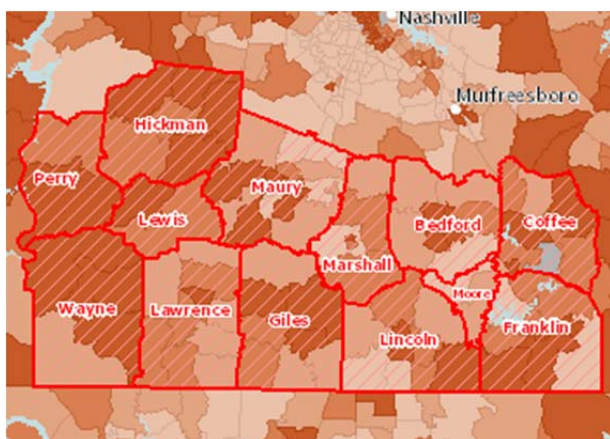 Nashville
Murfreesboro
Hickman
Perry
Maury
Lewis
Bedford
Coffee
Marshall
Moore
Wayne
Lawrence
Giles
Lincoln
Franklin